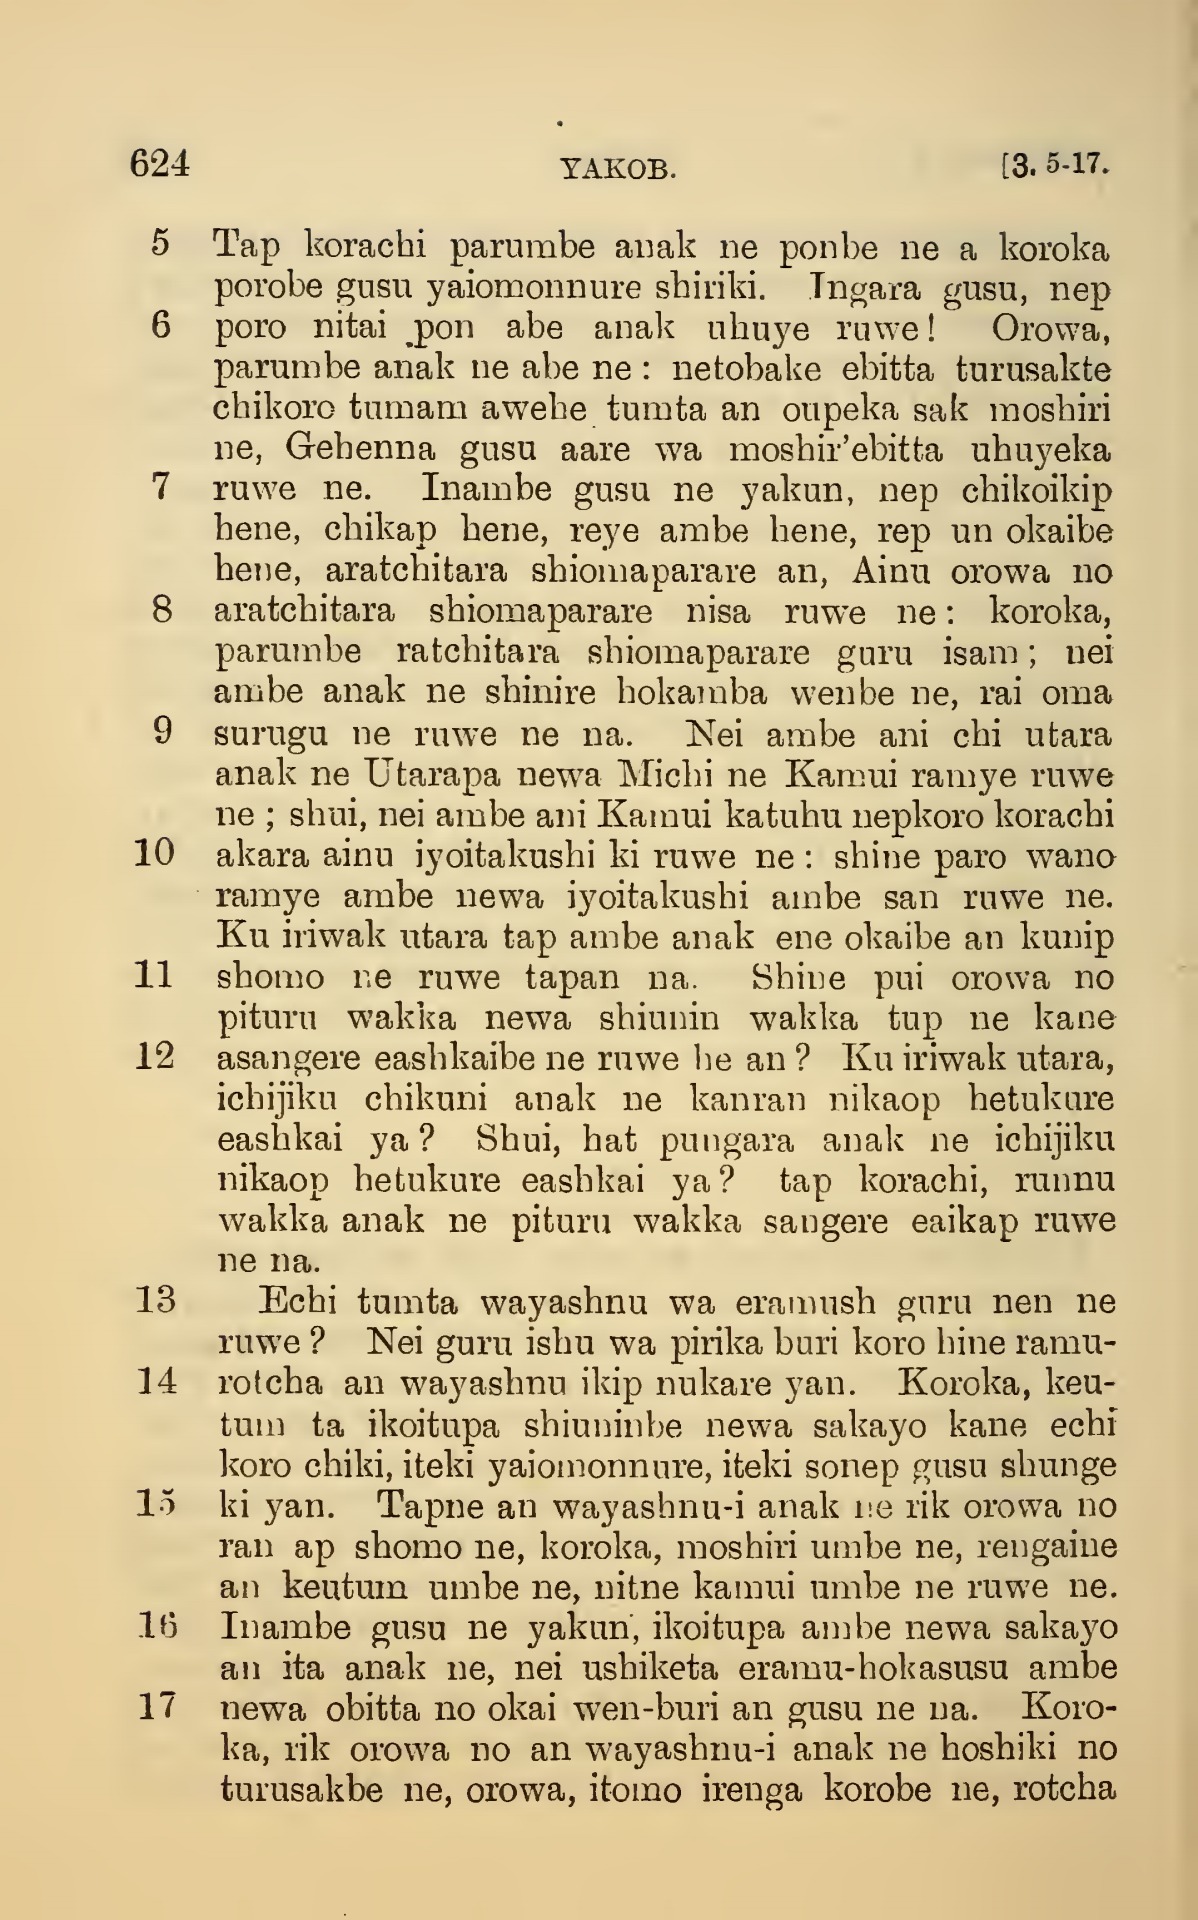 624 YAKOB. [3. 5-17.
5 Tap korachi parumbe anak ne ponbe ne a koroka
porobe gusu yaiomonnure shiriki. Ingara gusu, nep
6 poro nitai pon abe anak uhuye ruwe! Orowa,
parumbe anak ne abe ne: netobake ebitta turusakte
chikoro tumam awehe tumta an oupeka sak moshiri
ne, Gehenna gusu aare wa moshir'ebitta uhuyeka
7 ruwe ne. Inambe gusu ne yakun, nep chikoikip
hene, chikap hene, reye ambe hene, rep un okaibe
hene, aratchitara shiomaparare an, Ainu orowa no
8 aratchitara shiomaparare nisa ruwe ne: koroka,
parumbe ratchitara shiomaparare guru isam; nei
ambe anak ne shinire hokamba wenbe ne, rai oma
9 surugu ne ruwe ne na. Nei ambe ani chi utara
anak ne Utarapa newa Michi ne Kamui ramye ruwe
ne; shui, nei ambe ani Kamui katuhu nepkoro korachi
10 akara ainu iyoitakushi ki ruwe ne: shine paro wano
ramye ambe newa iyoitakushi ambe san ruwe ne.
Ku iriwak utara tap ambe anak ene okaibe an kunip
11 shomo ne ruwe tapan na. Shine pui orowa no
pituru wakka newa shiunin wakka tup ne kane
12 asangere eashkaibe ne ruwe he an? Ku iriwak utara,
ichijiku chikuni anak ne kanran nikaop hetukure
eashkai ya? Shui, hat pungara anak ne ichijiku
nikaop hetukure eashkai ya? tap korachi, runnu
wakka anak ne pituru wakka sangere eaikap ruwe
ne na.
13 Echi tumta wayashnu wa eramush guru nen ne
ruwe? Nei guru ishu wa pirika buri koro hine ramu-
14 rotcha an wayashnu ikip nukare yan. Koroka, keu-
tum ta ikoitupa shiuninbe newa sakayo kane echi
koro chiki, iteki yaiomonnure, iteki sonep gusu shunge
15 ki yan. Tapne an wayashnu-i anak ne rik orowa no
ran ap shomo ne, koroka, moshiri umbe ne, rengaine
an keutum umbe ne, nitne kamui umbe ne ruwe ne.
16 Inambe gusu ne yakun, ikoitupa ambe newa sakayo
an ita anak ne, nei ushiketa eramu-hokasusu ambe
17 newa obitta no okai wen-buri an gusu ne na. Koro-
ka, rik orowa no an wayashnu-i anak ne hoshiki no
turusakbe ne, orowa, itomo irenga korobe ne, rotcha